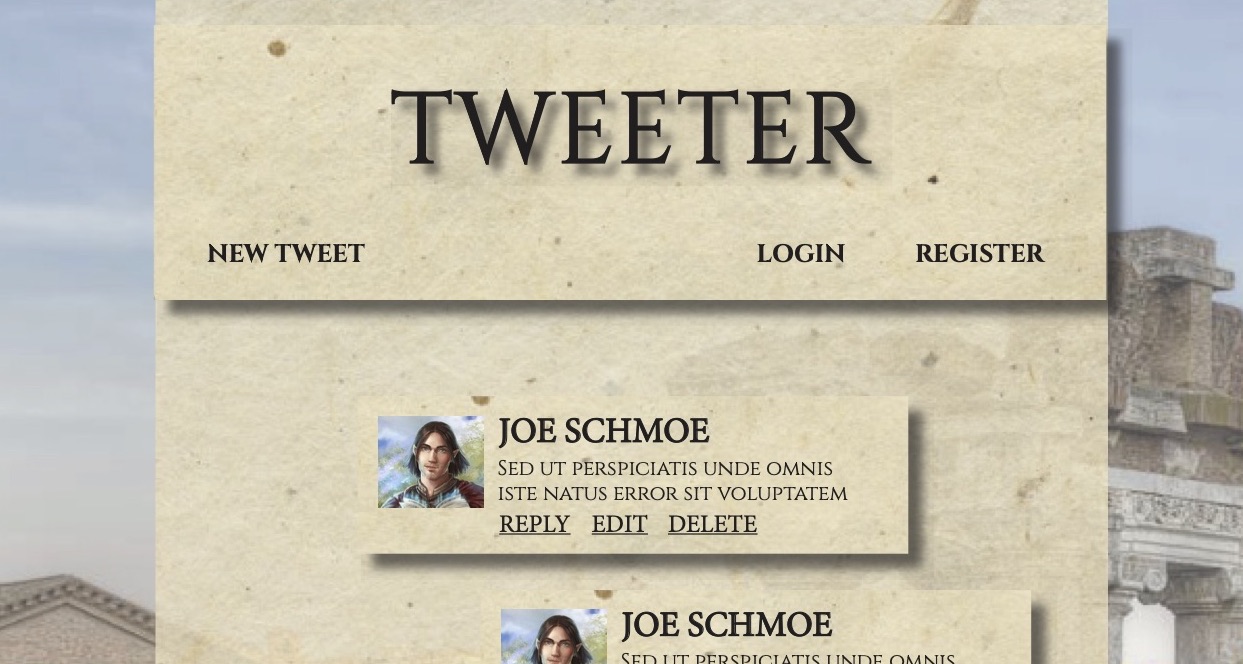 TWEETER
NEW TWEET LOGIN REGISTER
JOE SCHMOE
SED UT PERSPICIATIS UNDE OMNIS
ISTE NATUS ERROR SIT VOLUPTATEM
REPLY EDIT DELETE
JOE SCHMOE
SED UT PERSPICIATIS UNDE OMNIS